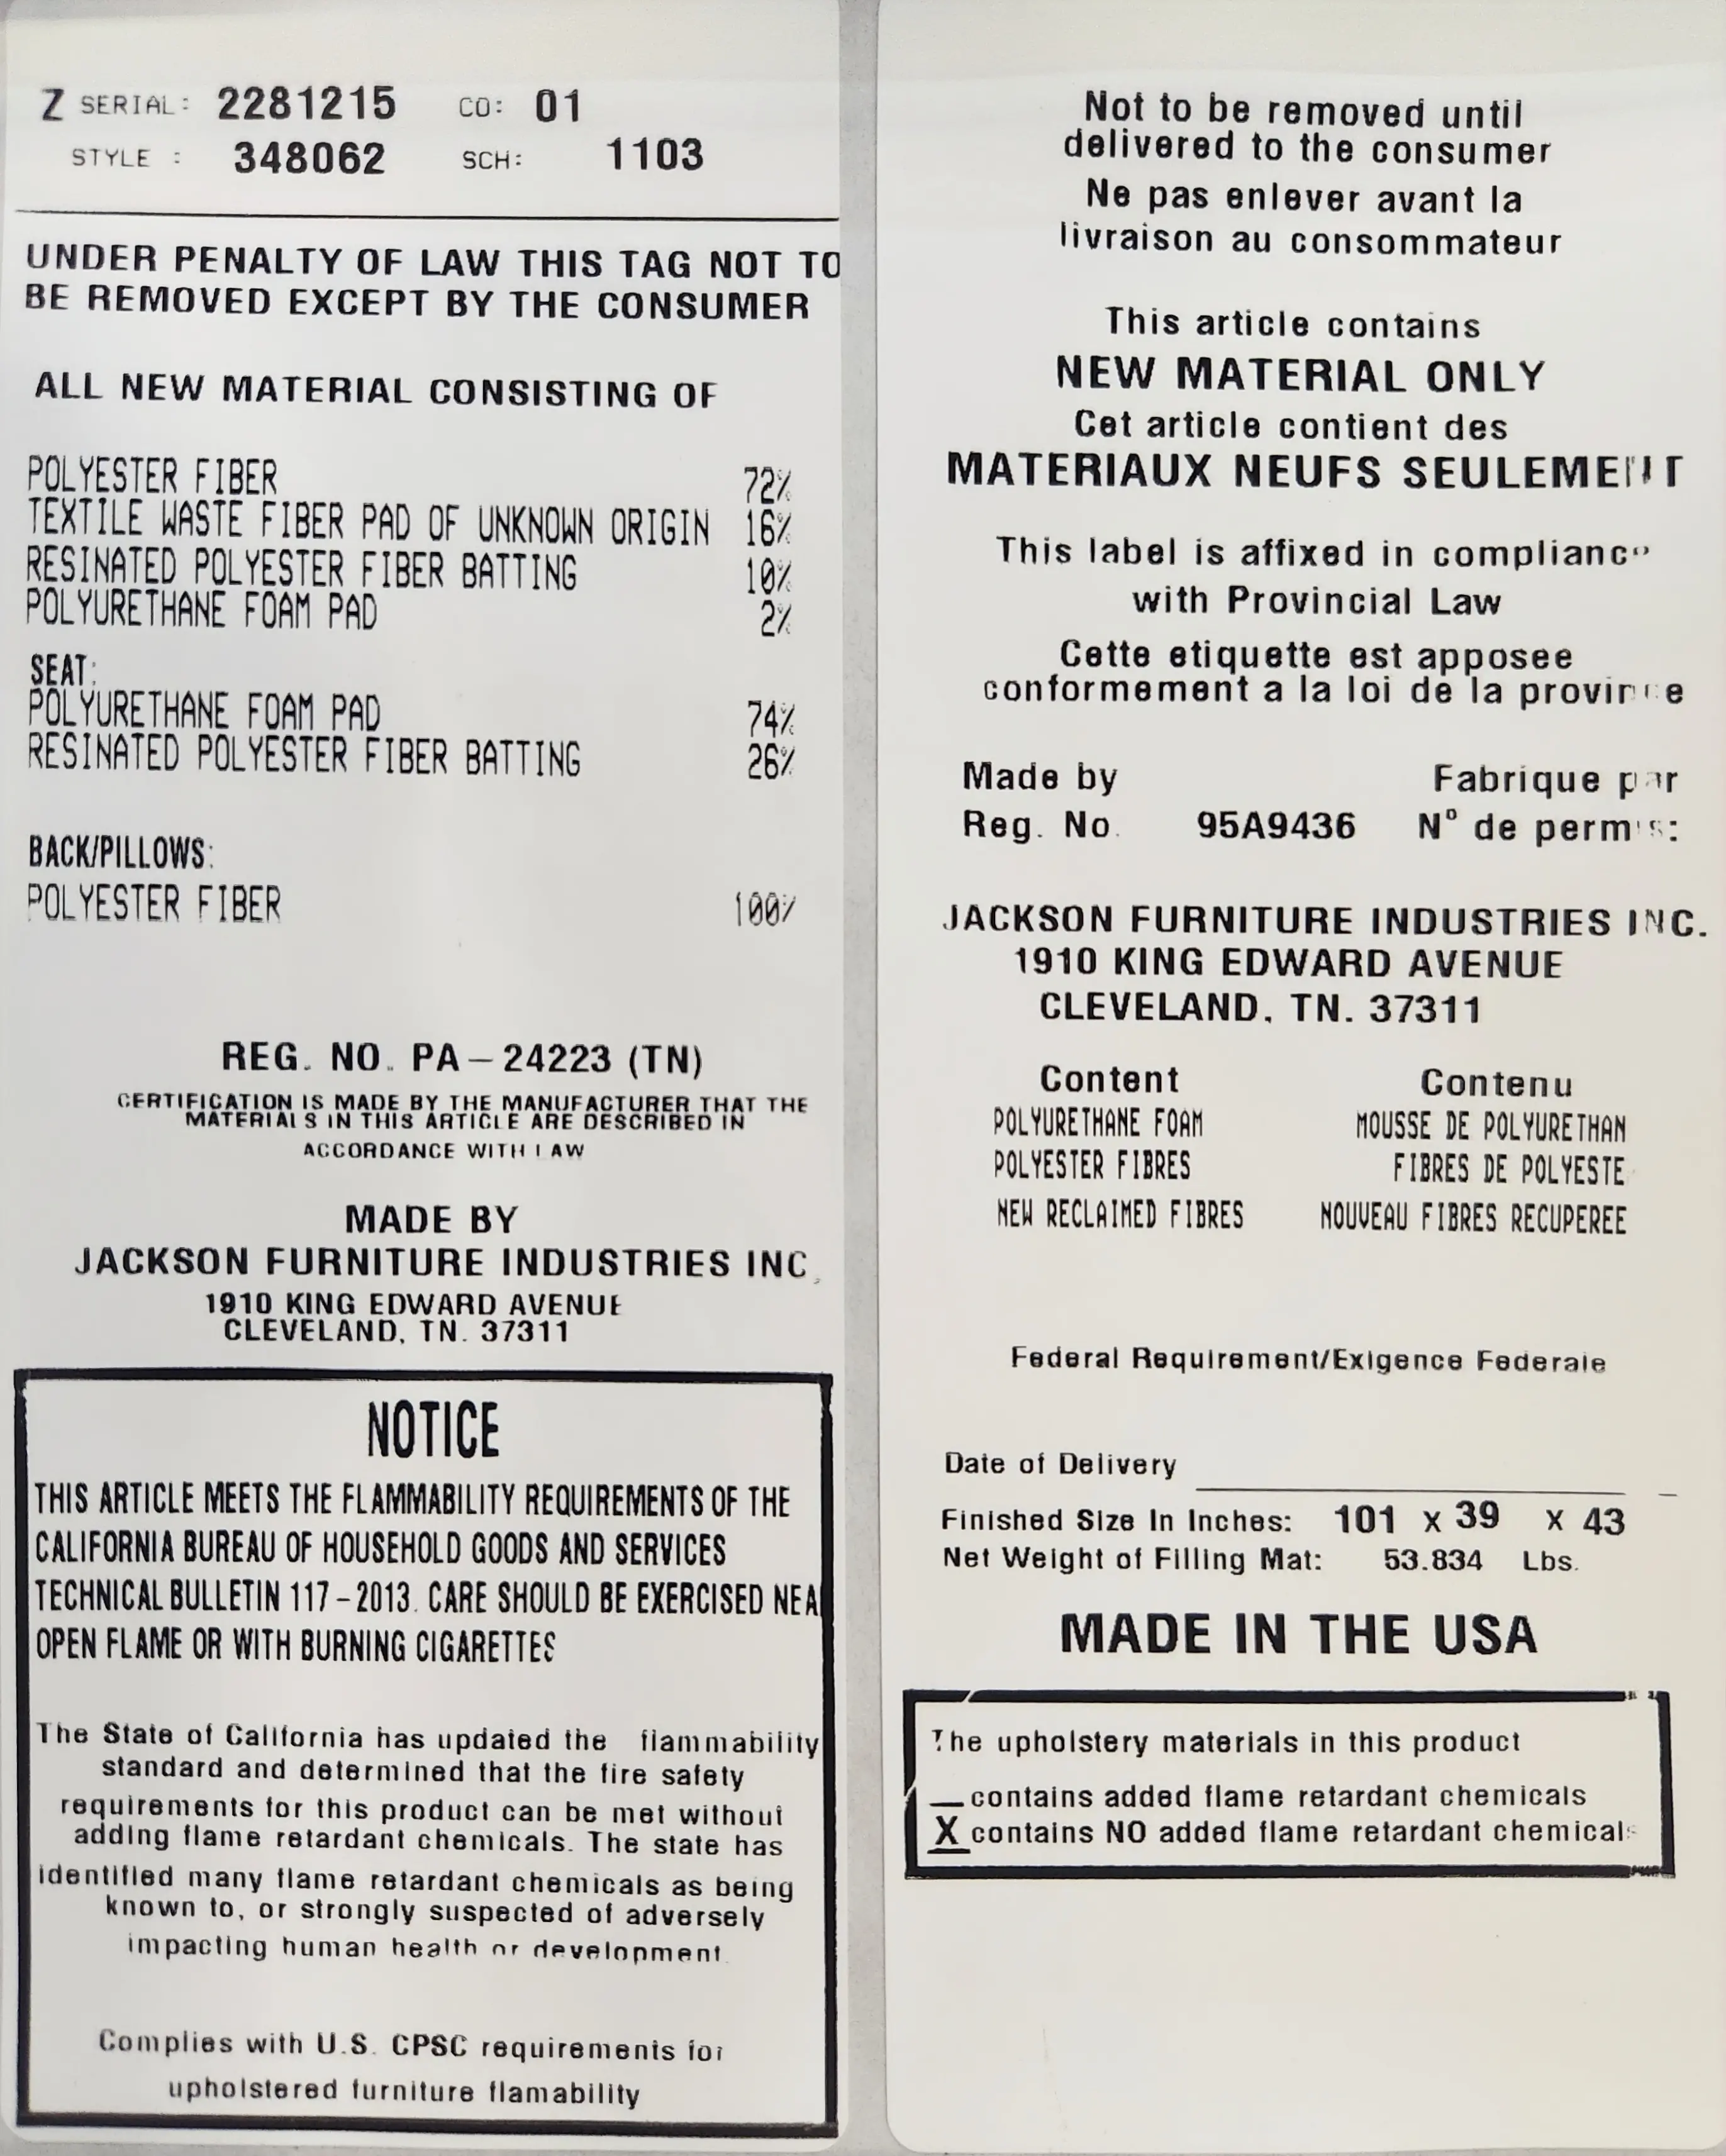 Z SERIAL: 2281215 CO: 01
STYLE : 348062 SCH: 1103
UNDER PENALTY OF LAW THIS TAG NOT TO
BE REMOVED EXCEPT BY THE CONSUMER
ALL NEW MATERIAL CONSISTING OF
POLYESTER FIBER 72%
TEXTILE WASTE FIBER PAD OF UNKNOWN ORIGIN 16%
RESINATED POLYESTER FIBER BATTING 10%
POLYURETHANE FOAM PAD 2%
SEAT:
POLYURETHANE FOAM PAD 74%
RESINATED POLYESTER FIBER BATTING 26%
BACK/PILLOWS:
POLYESTER FIBER 100%
REG. NO. PA – 24223 (TN)
CERTIFICATION IS MADE BY THE MANUFACTURER THAT THE
MATERIALS IN THIS ARTICLE ARE DESCRIBED IN
ACCORDANCE WITH LAW
MADE BY
JACKSON FURNITURE INDUSTRIES INC.
1910 KING EDWARD AVENUE
CLEVELAND, TN. 37311
NOTICE
THIS ARTICLE MEETS THE FLAMMABILITY REQUIREMENTS OF THE
CALIFORNIA BUREAU OF HOUSEHOLD GOODS AND SERVICES
TECHNICAL BULLETIN 117 – 2013. CARE SHOULD BE EXERCISED NEA
OPEN FLAME OR WITH BURNING CIGARETTES
The State of California has updated the flammability
standard and determined that the fire safety
requirements for this product can be met without
adding flame retardant chemicals. The state has
identified many flame retardant chemicals as being
known to, or strongly suspected of adversely
impacting human health or development.
Complies with U.S. CPSC requirements for
upholstered furniture flamability
Not to be removed until
delivered to the consumer
Ne pas enlever avant la
livraison au consommateur
This article contains
NEW MATERIAL ONLY
Cet article contient des
MATERIAUX NEUFS SEULEMENT
This label is affixed in compliance
with Provincial Law
Cette etiquette est apposee
conformement a la loi de la province
Made by Fabrique par
Reg. No. 95A9436 N° de permis:
JACKSON FURNITURE INDUSTRIES INC.
1910 KING EDWARD AVENUE
CLEVELAND, TN. 37311
Content Contenu
POLYURETHANE FOAM MOUSSE DE POLYURETHAN
POLYESTER FIBRES FIBRES DE POLYESTE
NEW RECLAIMED FIBRES NOUVEAU FIBRES RECUPEREE
Federal Requirement/Exigence Federale
Date of Delivery
Finished Size In Inches: 101 x 39 x 43
Net Weight of Filling Mat: 53.834 Lbs.
MADE IN THE USA
The upholstery materials in this product
__ contains added flame retardant chemicals
X contains NO added flame retardant chemicals